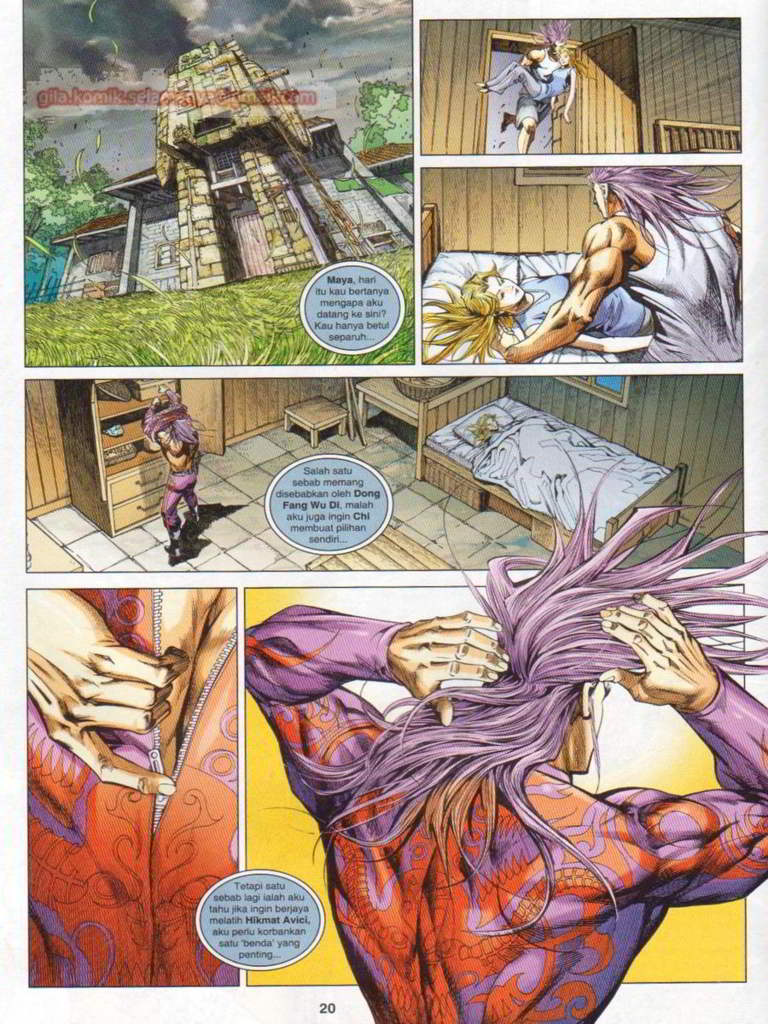 gila.komik.selamanya@gmail.com
Maya, hari
itu kau bertanya
mengapa aku
datang ke sini?
Kau hanya betul
separuh...
Salah satu
sebab memang
disebabkan oleh Dong
Fang Wu Di, malah
aku juga ingin Chi
membuat pilihan
sendiri...
Tetapi satu
sebab lagi ialah aku
tahu jika ingin berjaya
melatih Hikmat Avici,
aku perlu korbankan
satu 'benda' yang
penting...
20